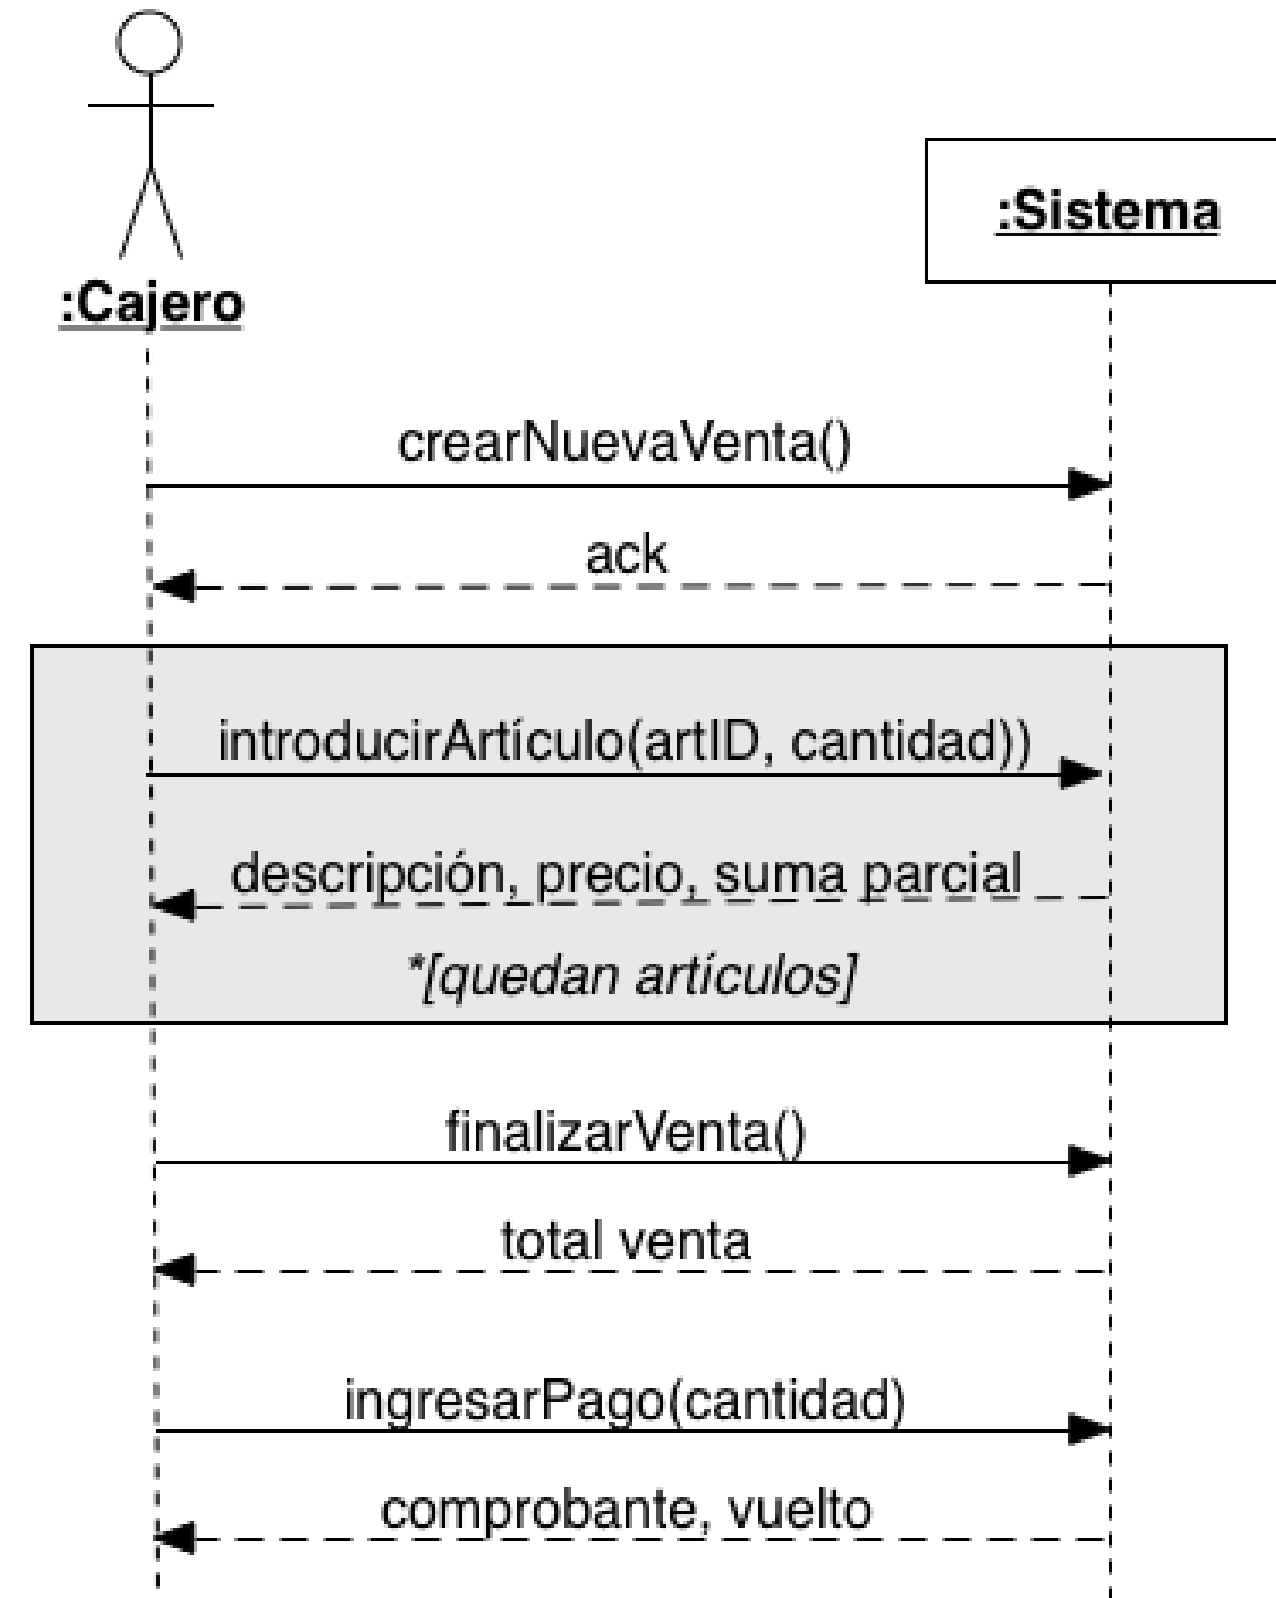 :Sistema
:Cajero
crearNuevaVenta()
ack
introducirArtículo(artID, cantidad))
descripción, precio, suma parcial
*[quedan artículos]
finalizarVenta()
total venta
ingresarPago(cantidad)
comprobante, vuelto